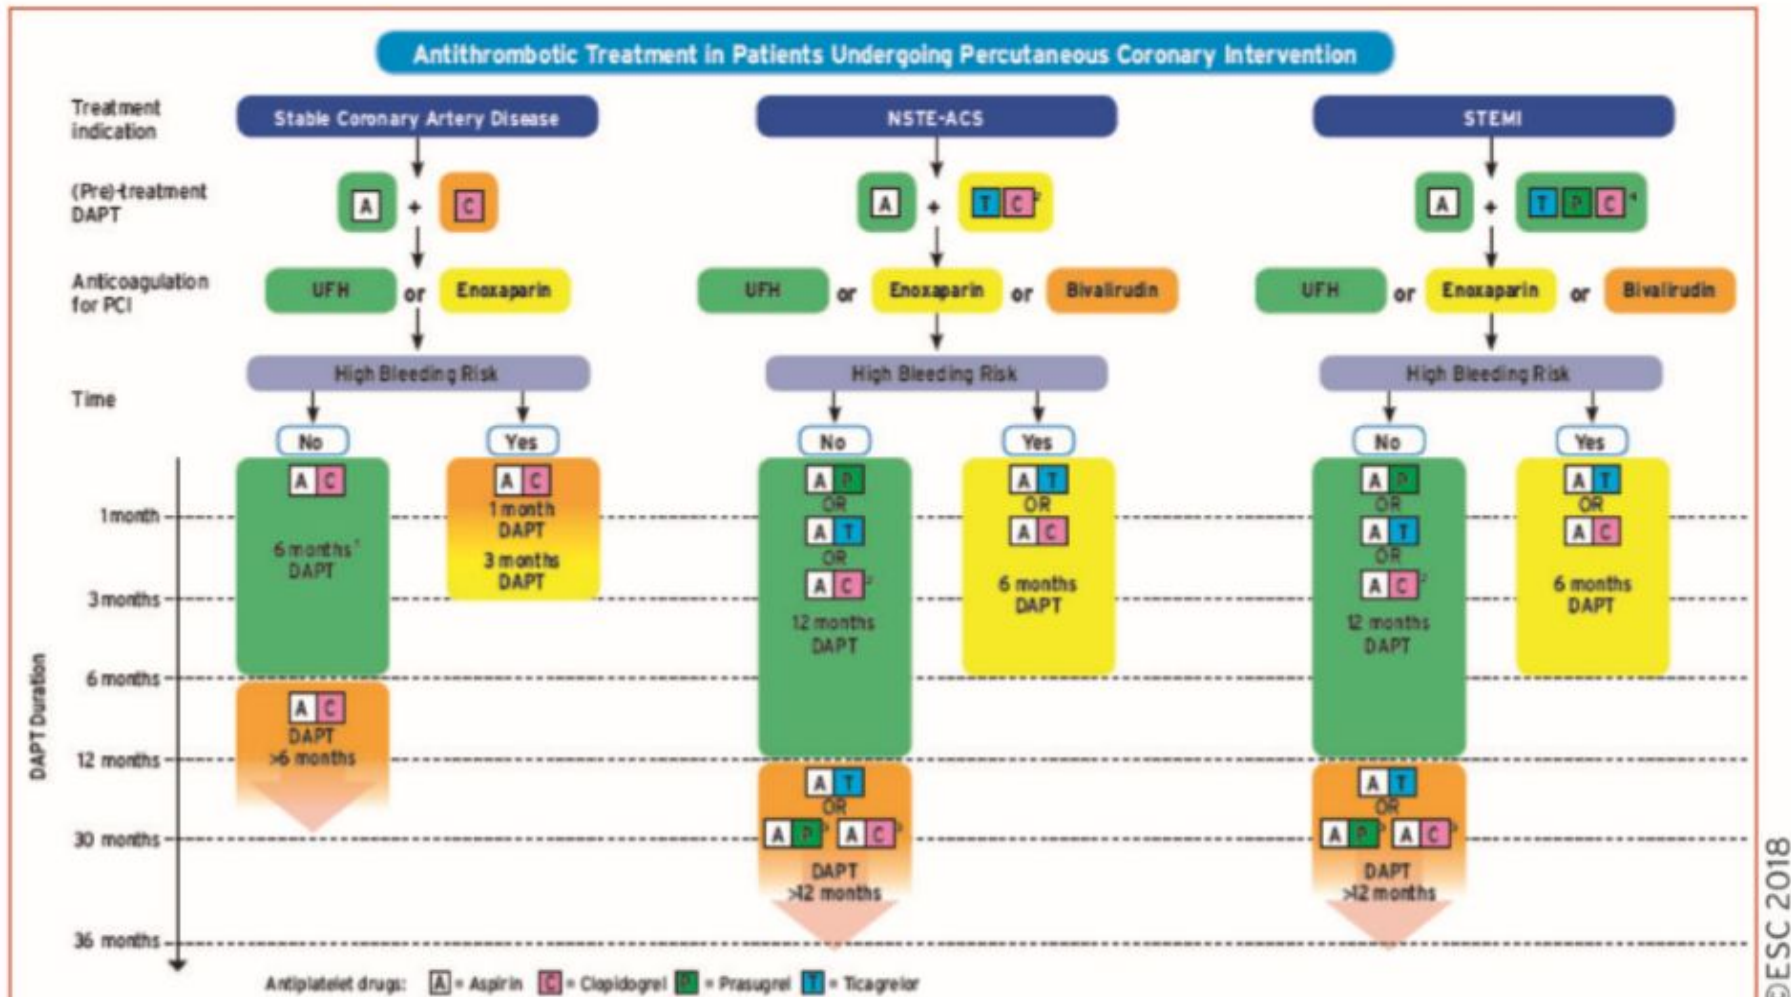 Antithrombotic Treatment in Patients Undergoing Percutaneous Coronary Intervention
Treatment
indication
Stable Coronary Artery Disease
NSTE-ACS
STEMI
(Pre)-treatment
DAPT
A + C
A + T C ²
A + T P C ⁴
Anticoagulation
for PCI
UFH or Enoxaparin
UFH or Enoxaparin or Bivalirudin
UFH or Enoxaparin or Bivalirudin
Time
High Bleeding Risk
High Bleeding Risk
High Bleeding Risk
No
Yes
No
Yes
No
Yes
DAPT Duration
1 month
3 months
6 months
12 months
30 months
36 months
A C
6 months
DAPT
A C
DAPT
>6 months
A C
1 month
DAPT
3 months
DAPT
A P
OR
A T
OR
A C ²
12 months
DAPT
A T
OR
A P A C
DAPT
>12 months
A T
OR
A C
6 months
DAPT
A P
OR
A T
OR
A C ²
12 months
DAPT
A T
OR
A P A C
DAPT
>12 months
A T
OR
A C
6 months
DAPT
Antiplatelet drugs: A = Aspirin C = Clopidogrel P = Prasugrel T = Ticagrelor
©ESC 2018